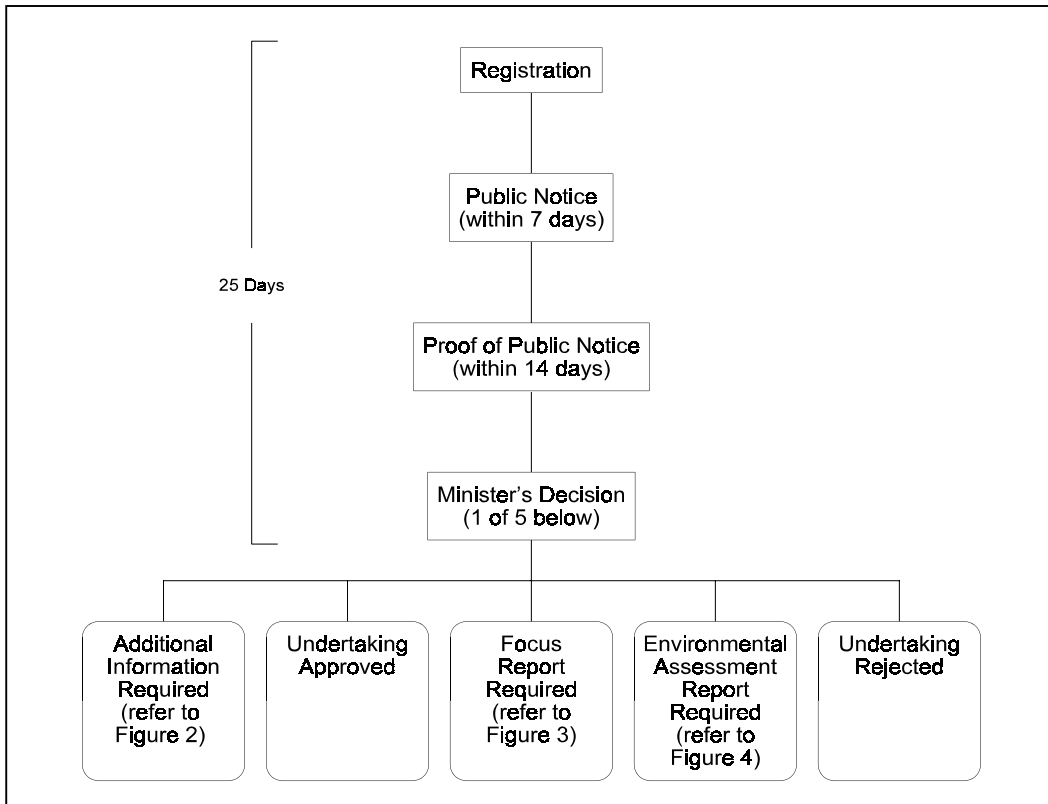 Registration
Public Notice
(within 7 days)
25 Days
Proof of Public Notice
(within 14 days)
Minister's Decision
(1 of 5 below)
Additional
Information
Required
(refer to
Figure 2)
Undertaking
Approved
Focus
Report
Required
(refer to
Figure 3)
Environmental
Assessment
Report
Required
(refer to
Figure 4)
Undertaking
Rejected